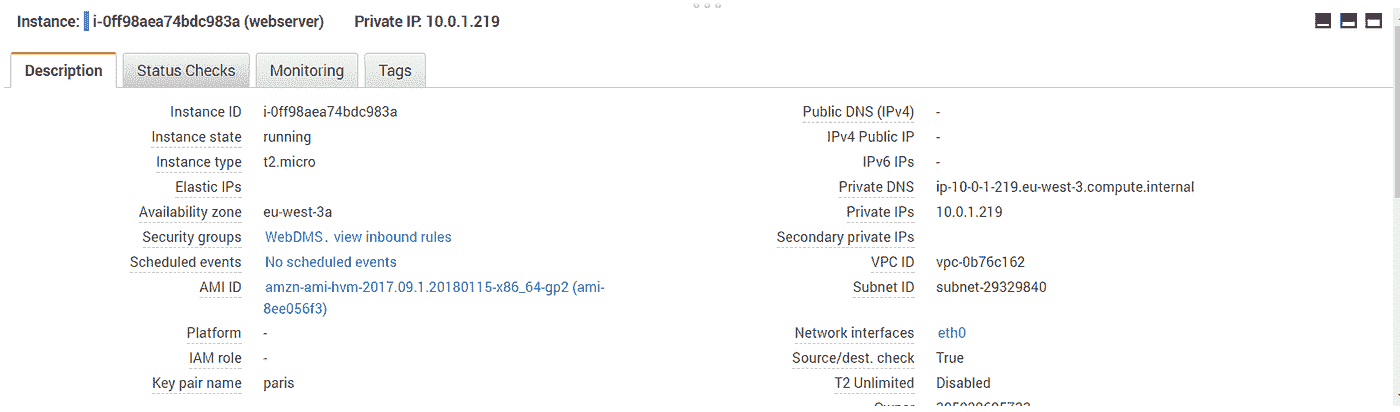 Instance: i-0ff98aea74bdc983a (webserver) Private IP: 10.0.1.219
Description Status Checks Monitoring Tags
Instance ID i-0ff98aea74bdc983a
Instance state running
Instance type t2.micro
Elastic IPs
Availability zone eu-west-3a
Security groups WebDMS. view inbound rules
Scheduled events No scheduled events
AMI ID amzn-ami-hvm-2017.09.1.20180115-x86_64-gp2 (ami-
8ee056f3)
Platform -
IAM role -
Key pair name paris
Public DNS (IPv4) -
IPv4 Public IP -
IPv6 IPs -
Private DNS ip-10-0-1-219.eu-west-3.compute.internal
Private IPs 10.0.1.219
Secondary private IPs
VPC ID vpc-0b76c162
Subnet ID subnet-29329840
Network interfaces eth0
Source/dest. check True
T2 Unlimited Disabled
Owner